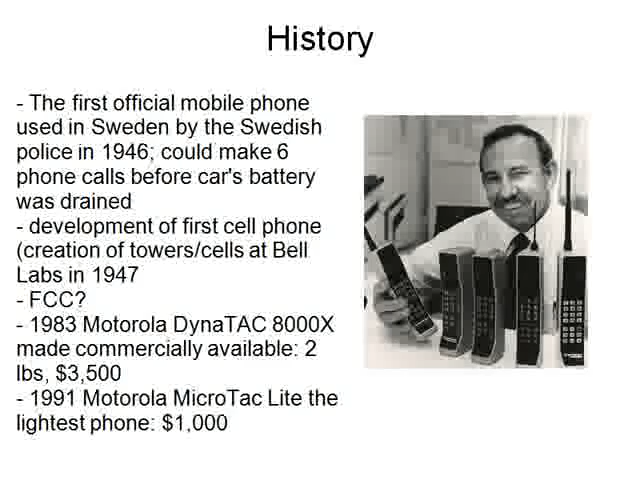 History
- The first official mobile phone
used in Sweden by the Swedish
police in 1946; could make 6
phone calls before car's battery
was drained
- development of first cell phone
(creation of towers/cells at Bell
Labs in 1947
- FCC?
- 1983 Motorola DynaTAC 8000X
made commercially available: 2
lbs, $3,500
- 1991 Motorola MicroTac Lite the
lightest phone: $1,000